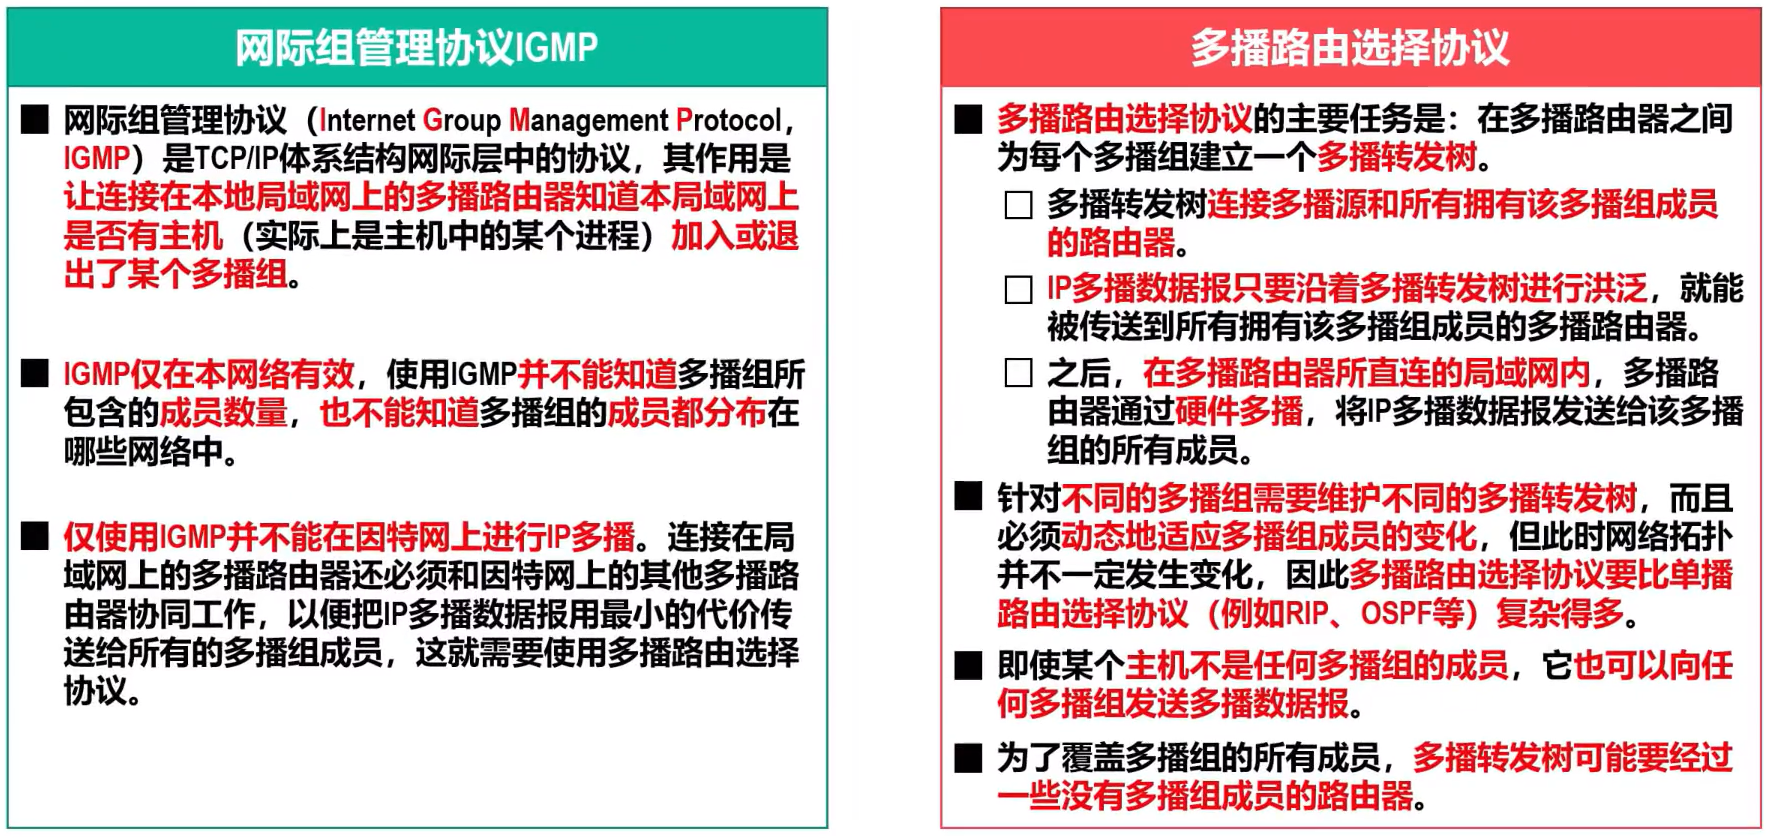 网际组管理协议IGMP
网际组管理协议（Internet Group Management Protocol，
IGMP）是TCP/IP体系结构网际层中的协议，其作用是
让连接在本地局域网上的多播路由器知道本局域网上
是否有主机（实际上是主机中的某个进程）加入或退
出了某个多播组。
IGMP仅在本网络有效，使用IGMP并不能知道多播组所
包含的成员数量，也不能知道多播组的成员都分布在
哪些网络中。
仅使用IGMP并不能在因特网上进行IP多播。连接在局
域网上的多播路由器还必须和因特网上的其他多播路
由器协同工作，以便把IP多播数据报用最小的代价传
送给所有的多播组成员，这就需要使用多播路由选择
协议。
多播路由选择协议
多播路由选择协议的主要任务是：在多播路由器之间
为每个多播组建立一个多播转发树。
多播转发树连接多播源和所有拥有该多播组成员
的路由器。
IP多播数据报只要沿着多播转发树进行洪泛，就能
被传送到所有拥有该多播组成员的多播路由器。
之后，在多播路由器所直连的局域网内，多播路
由器通过硬件多播，将IP多播数据报发送给该多播
组的所有成员。
针对不同的多播组需要维护不同的多播转发树，而且
必须动态地适应多播组成员的变化，但此时网络拓扑
并不一定发生变化，因此多播路由选择协议要比单播
路由选择协议（例如RIP、OSPF等）复杂得多。
即使某个主机不是任何多播组的成员，它也可以向任
何多播组发送多播数据报。
为了覆盖多播组的所有成员，多播转发树可能要经过
一些没有多播组成员的路由器。